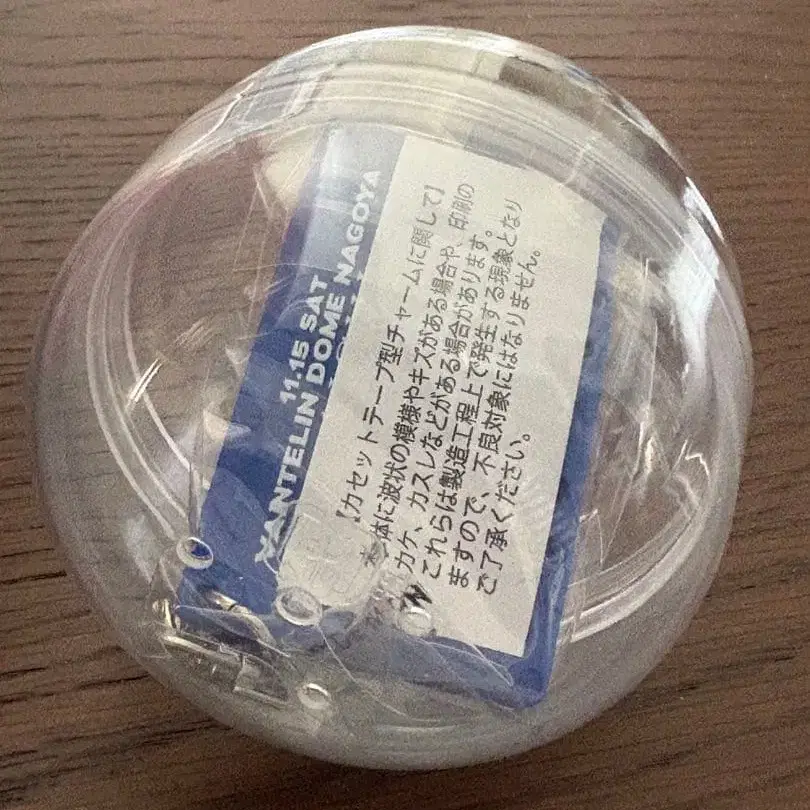 11.15 SAT
VANTELIN DOME NAGOYA
【カセットテープ型チャームに関して】
本体に波状の模様やキズがある場合や、印刷の
カケ、カスレなどがある場合があります。
これらは製造工程上で発生する現象となり
ますので、不良対象にはなりません。
ご了承ください。